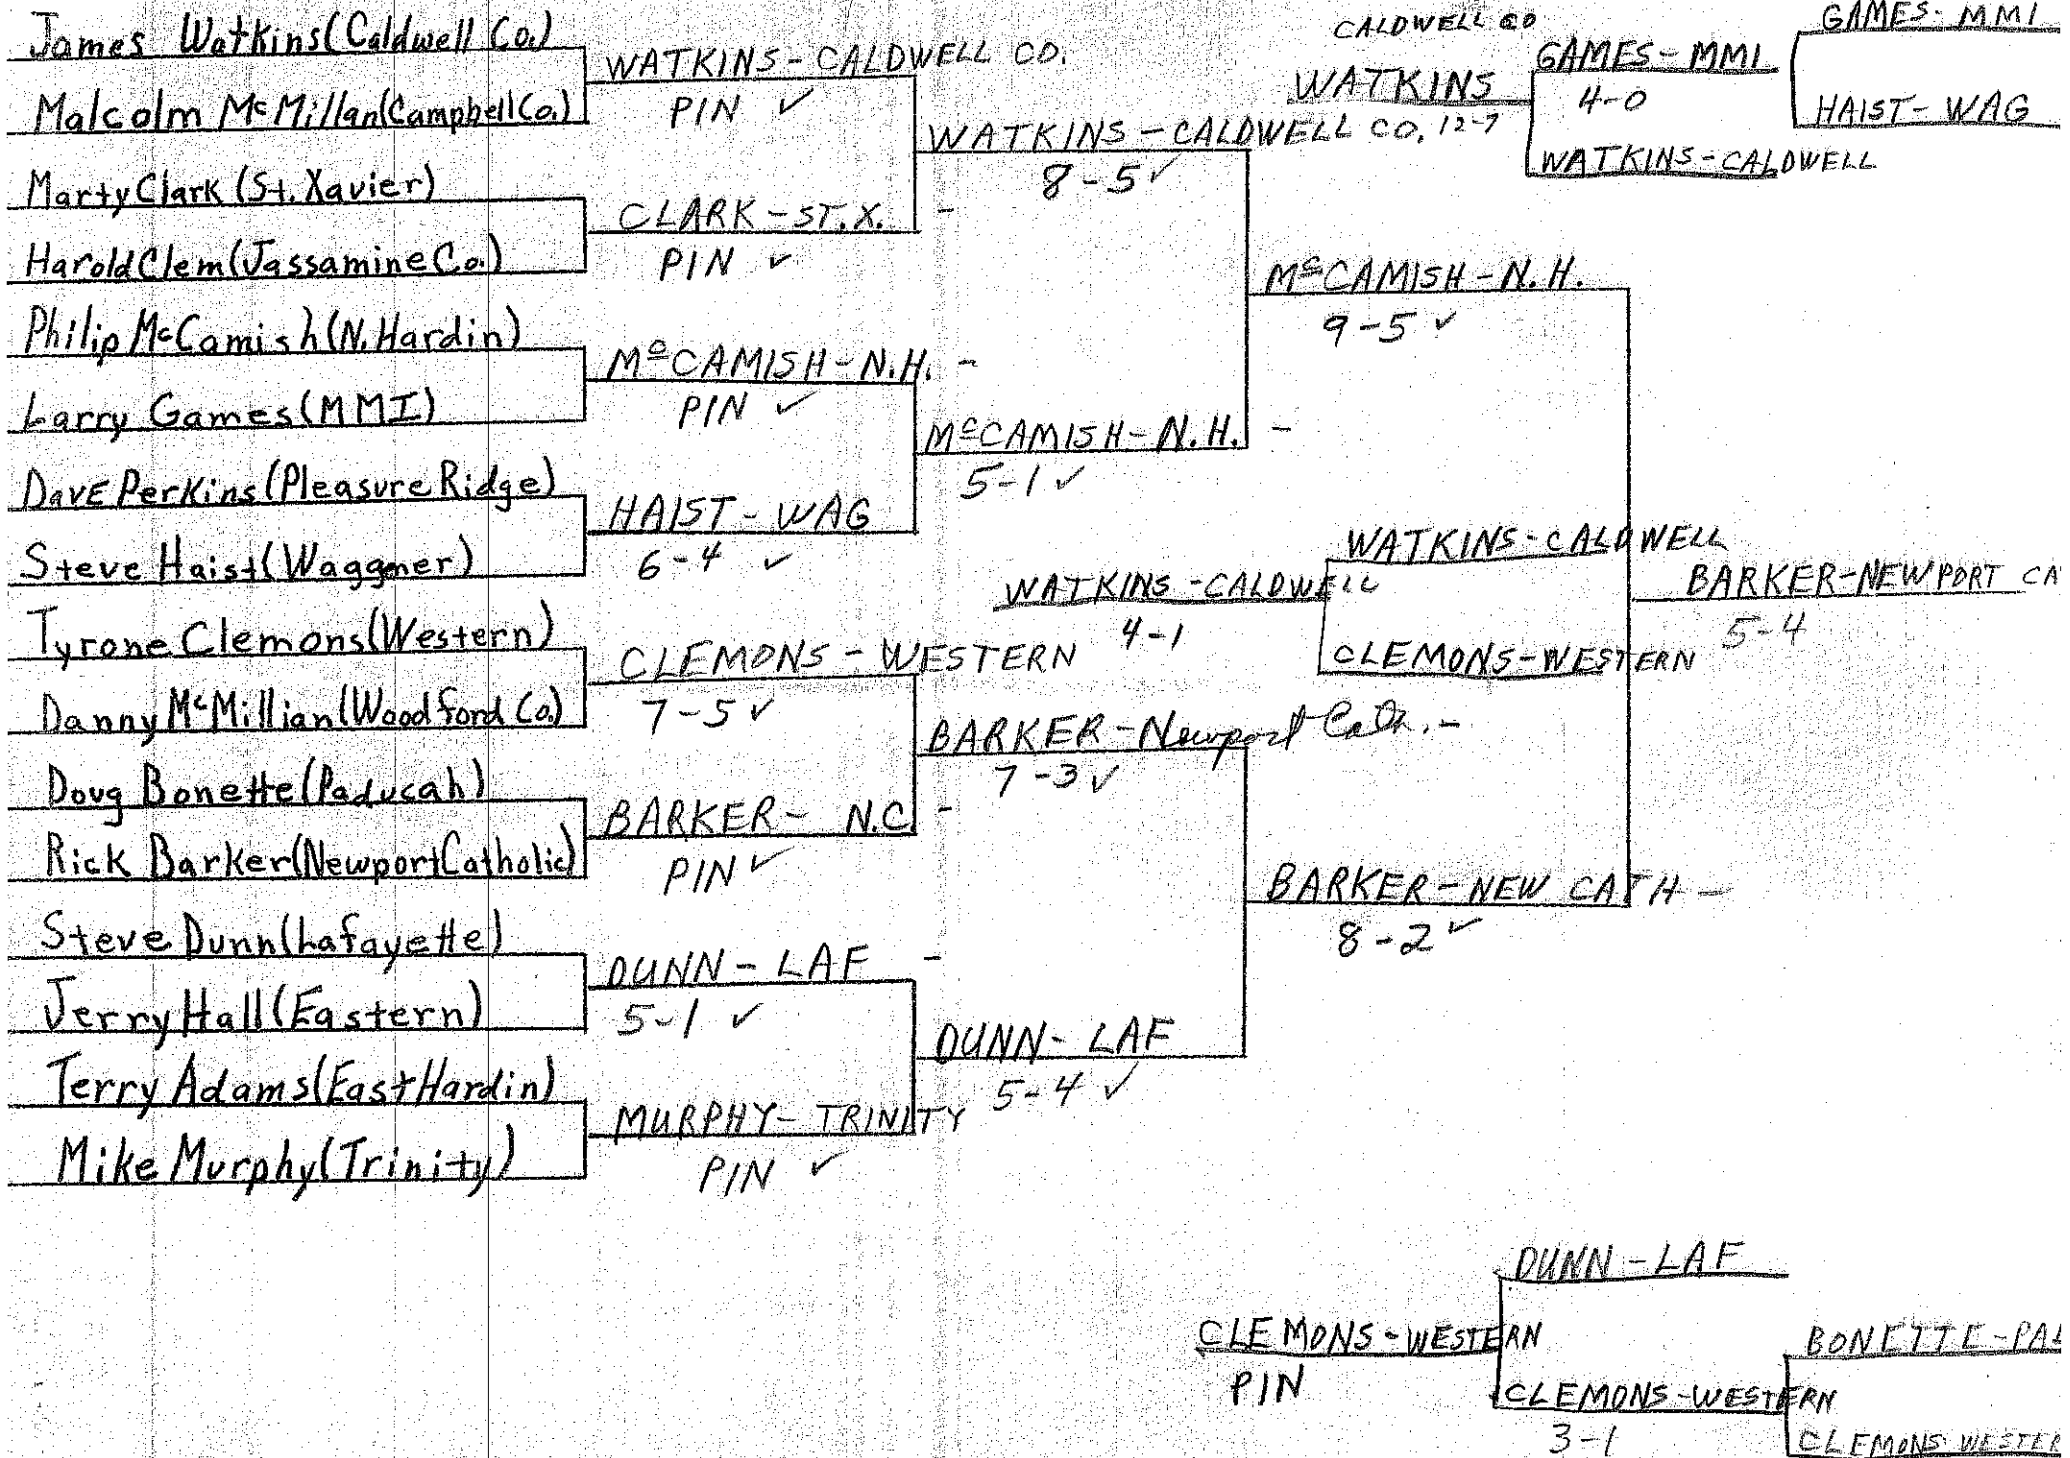 James Watkins (Caldwell Co.)
Malcolm McMillan (Campbell Co.)
Marty Clark (St. Xavier)
Harold Clem (Jassamine Co.)
Philip McCamish (N. Hardin)
Larry Games (MMI)
Dave Perkins (Pleasure Ridge)
Steve Haist (Waggner)
Tyrone Clemons (Western)
Danny McMillian (Woodford Co.)
Doug Bonette (Paducah)
Rick Barker (Newport Catholic)
Steve Dunn (Lafayette)
Jerry Hall (Eastern)
Terry Adams (East Hardin)
Mike Murphy (Trinity)
WATKINS - CALDWELL CO.
PIN ✓
CLARK - ST. X. -
PIN ✓
McCAMISH - N.H. -
PIN ✓
HAIST - WAG
6-4 ✓
CLEMONS - WESTERN
7-5 ✓
BARKER - N.C. -
PIN ✓
DUNN - LAF -
5-1 ✓
MURPHY - TRINITY
PIN ✓
WATKINS - CALDWELL CO.
8-5 ✓
McCAMISH - N.H. -
5-1 ✓
BARKER - Newport Cath. -
7-3 ✓
DUNN - LAF
5-4 ✓
McCAMISH - N.H.
9-5 ✓
BARKER - NEW CATH -
8-2 ✓
BARKER - NEWPORT CA
5-4
CALDWELL CO
WATKINS
12-7
GAMES - MMI
4-0
WATKINS - CALDWELL
GAMES - MMI
HAIST - WAG
WATKINS - CALDWELL
4-1
WATKINS - CALDWELL
CLEMONS - WESTERN
CLEMONS - WESTERN
PIN
DUNN - LAF
CLEMONS - WESTERN
3-1
BONETTE - PAD
CLEMONS WESTER